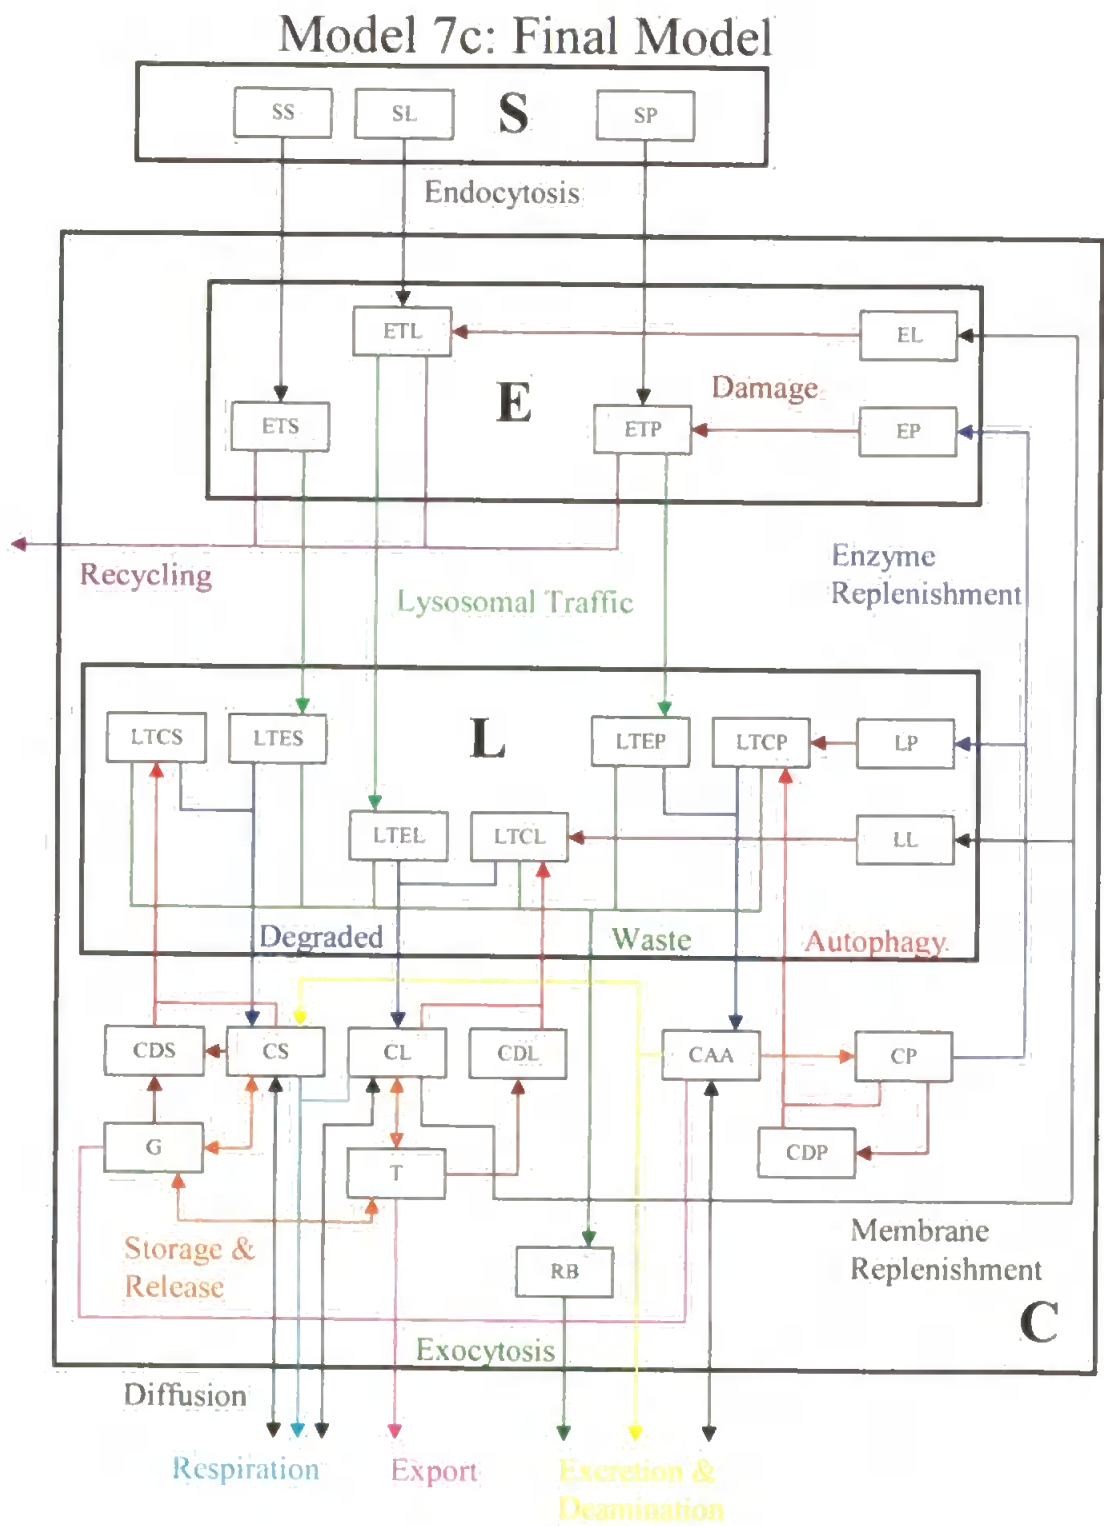 Model 7c: Final Model
SS
SL
S
SP
Endocytosis
ETL
EL
E
Damage
ETS
ETP
EP
Recycling
Enzyme
Replenishment
Lysosomal Traffic
LTCS
LTES
L
LTEP
LTCP
LP
LTEL
LTCL
LL
Degraded
Waste
Autophagy
CDS
CS
CL
CDL
CAA
CP
G
T
CDP
Storage &
Release
Membrane
Replenishment
RB
C
Exocytosis
Diffusion
Respiration
Export
Excretion &
Deamination